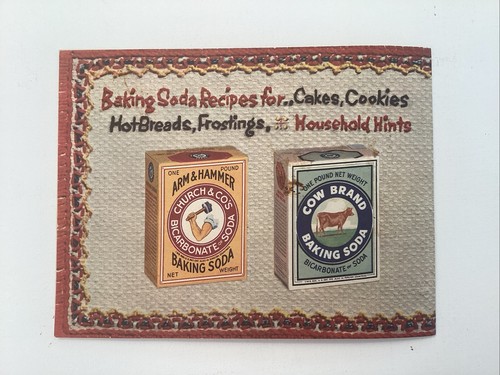 Baking Soda Recipes for.. Cakes, Cookies
Hot Breads, Frostings, & Household Hints
ONE POUND
ARM & HAMMER
CHURCH & CO'S
BICARBONATE OF SODA
BAKING SODA
NET WEIGHT
ONE POUND NET WEIGHT
COW BRAND
BAKING SODA
BICARBONATE OF SODA